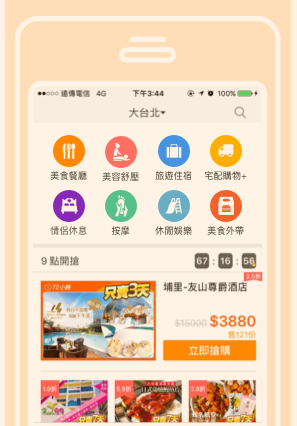 遠傳電信 4G 下午3:44 100%
大台北
美食餐廳 美容舒壓 旅遊住宿 宅配購物+
情侶休息 按摩 休閒娛樂 美食外帶
9 點開搶 67 : 16 : 56
2.5折
72小時 只賣3天
埔里-友山尊爵酒店
$15000 $3880
售121份
立即搶購
1.9折 5.9折 3.8折